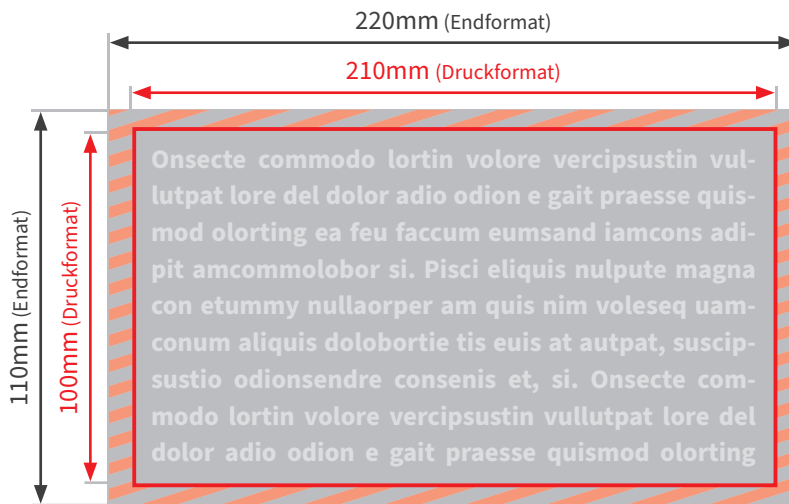 220mm (Endformat)
210mm (Druckformat)
110mm (Endformat)
100mm (Druckformat)
Onsecte commodo lortin volore vercipsustin vul-
lutpat lore del dolor adio odion e gait praesse quis-
mod olorting ea feu faccum eumsand iamcons adi-
pit amcommolobor si. Pisci eliquis nulpute magna
con etummy nullaorper am quis nim voleseq uam-
conum aliquis dolobortie tis euis at autpat, suscip-
sustio odionsendre consenis et, si. Onsecte com-
modo lortin volore vercipsustin vullutpat lore del
dolor adio odion e gait praesse quismod olorting